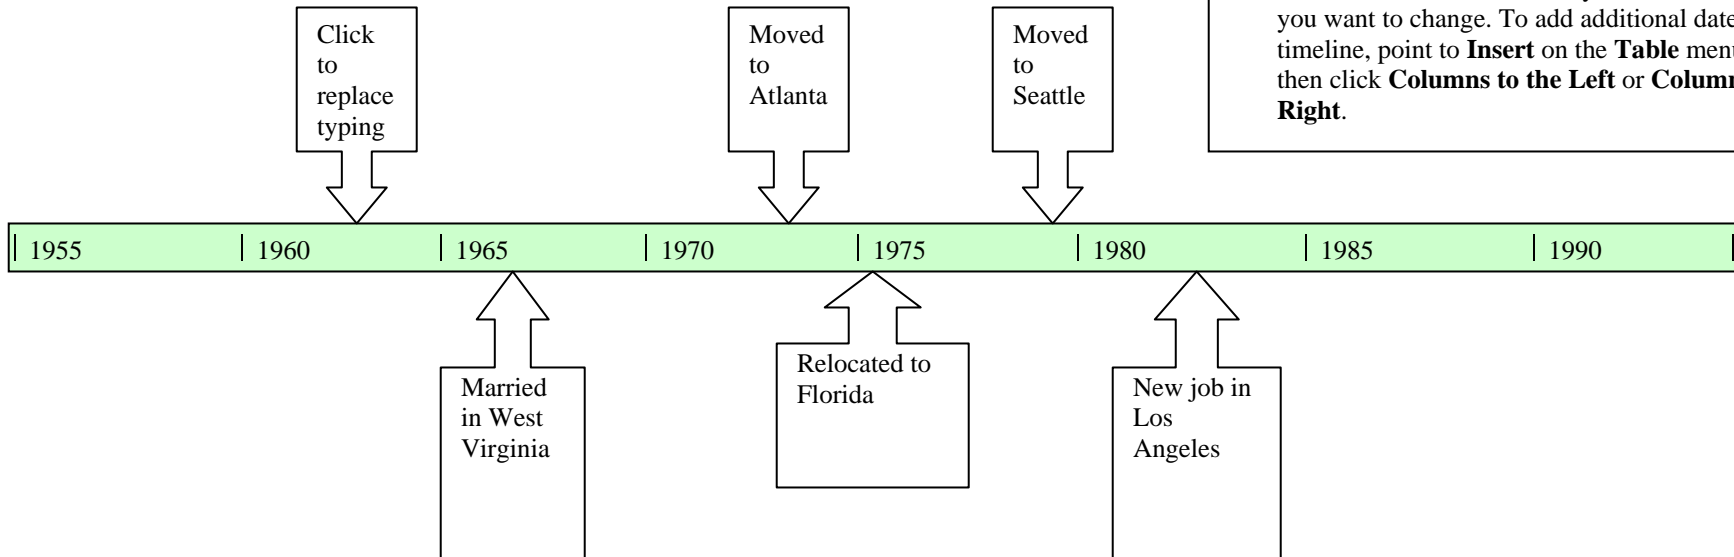 Click
to
replace
typing
Moved
to
Atlanta
Moved
to
Seattle
you want to change. To add additional date
timeline, point to Insert on the Table menu
then click Columns to the Left or Column
Right.
1955 1960 1965 1970 1975 1980 1985 1990
Married
in West
Virginia
Relocated to
Florida
New job in
Los
Angeles